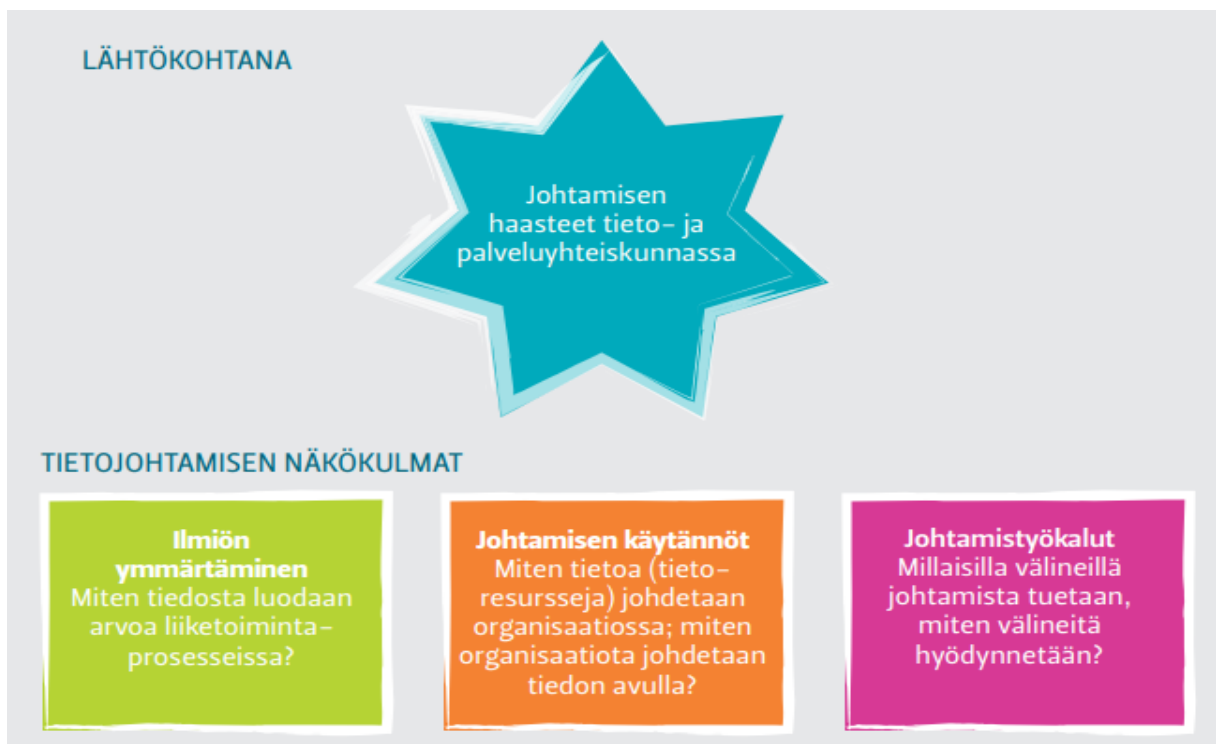 LÄHTÖKOHTANA
Johtamisen
haasteet tieto- ja
palveluyhteiskunnassa
TIETOJOHTAMISEN NÄKÖKULMAT
Ilmiön
ymmärtäminen
Miten tiedosta luodaan
arvoa liiketoiminta-
prosesseissa?
Johtamisen käytännöt
Miten tietoa (tieto-
resursseja) johdetaan
organisaatiossa; miten
organisaatiota johdetaan
tiedon avulla?
Johtamistyökalut
Millaisilla välineillä
johtamista tuetaan,
miten välineitä
hyödynnetään?